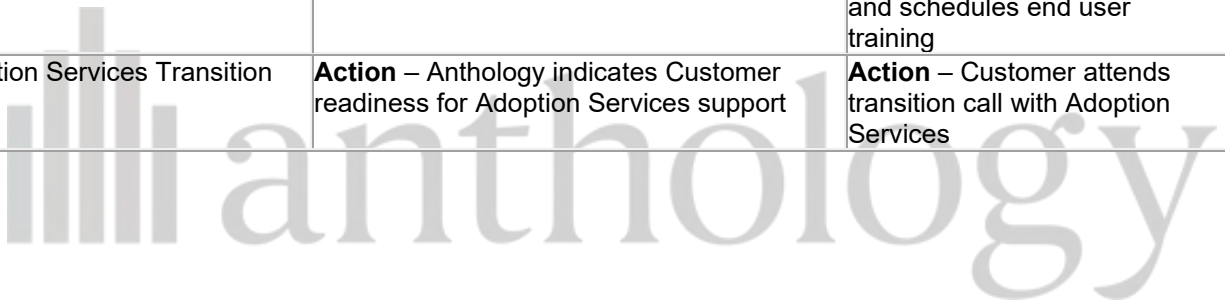 and schedules end user
training
tion Services Transition
Action – Anthology indicates Customer
readiness for Adoption Services support
Action – Customer attends
transition call with Adoption
Services
anthology